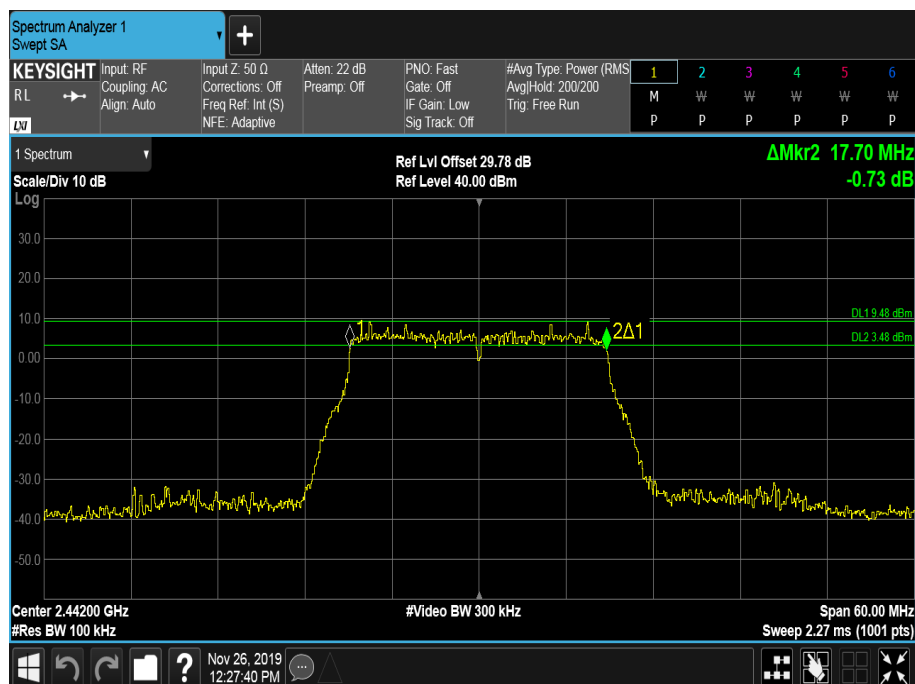 Spectrum Analyzer 1
Swept SA
+
KEYSIGHT
R L
LXI
Input: RF
Coupling: AC
Align: Auto
Input Z: 50 Ω
Corrections: Off
Freq Ref: Int (S)
NFE: Adaptive
Atten: 22 dB
Preamp: Off
PNO: Fast
Gate: Off
IF Gain: Low
Sig Track: Off
#Avg Type: Power (RMS
Avg|Hold: 200/200
Trig: Free Run
1 2 3 4 5 6
M W W W W W
P P P P P P
1 Spectrum
Scale/Div 10 dB
Ref Lvl Offset 29.78 dB
Ref Level 40.00 dBm
ΔMkr2 17.70 MHz
-0.73 dB
Log
30.0
20.0
10.0
DL1 9.48 dBm
1
2Δ1
DL2 3.48 dBm
0.00
-10.0
-20.0
-30.0
-40.0
-50.0
Center 2.44200 GHz
#Video BW 300 kHz
Span 60.00 MHz
#Res BW 100 kHz
Sweep 2.27 ms (1001 pts)
?
Nov 26, 2019
12:27:40 PM